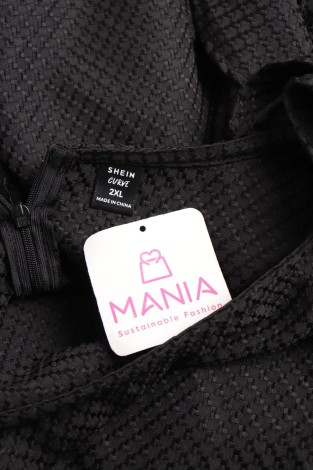 SHEIN
CURVE
2XL
MADE IN CHINA
MANIA
Sustainable Fashion